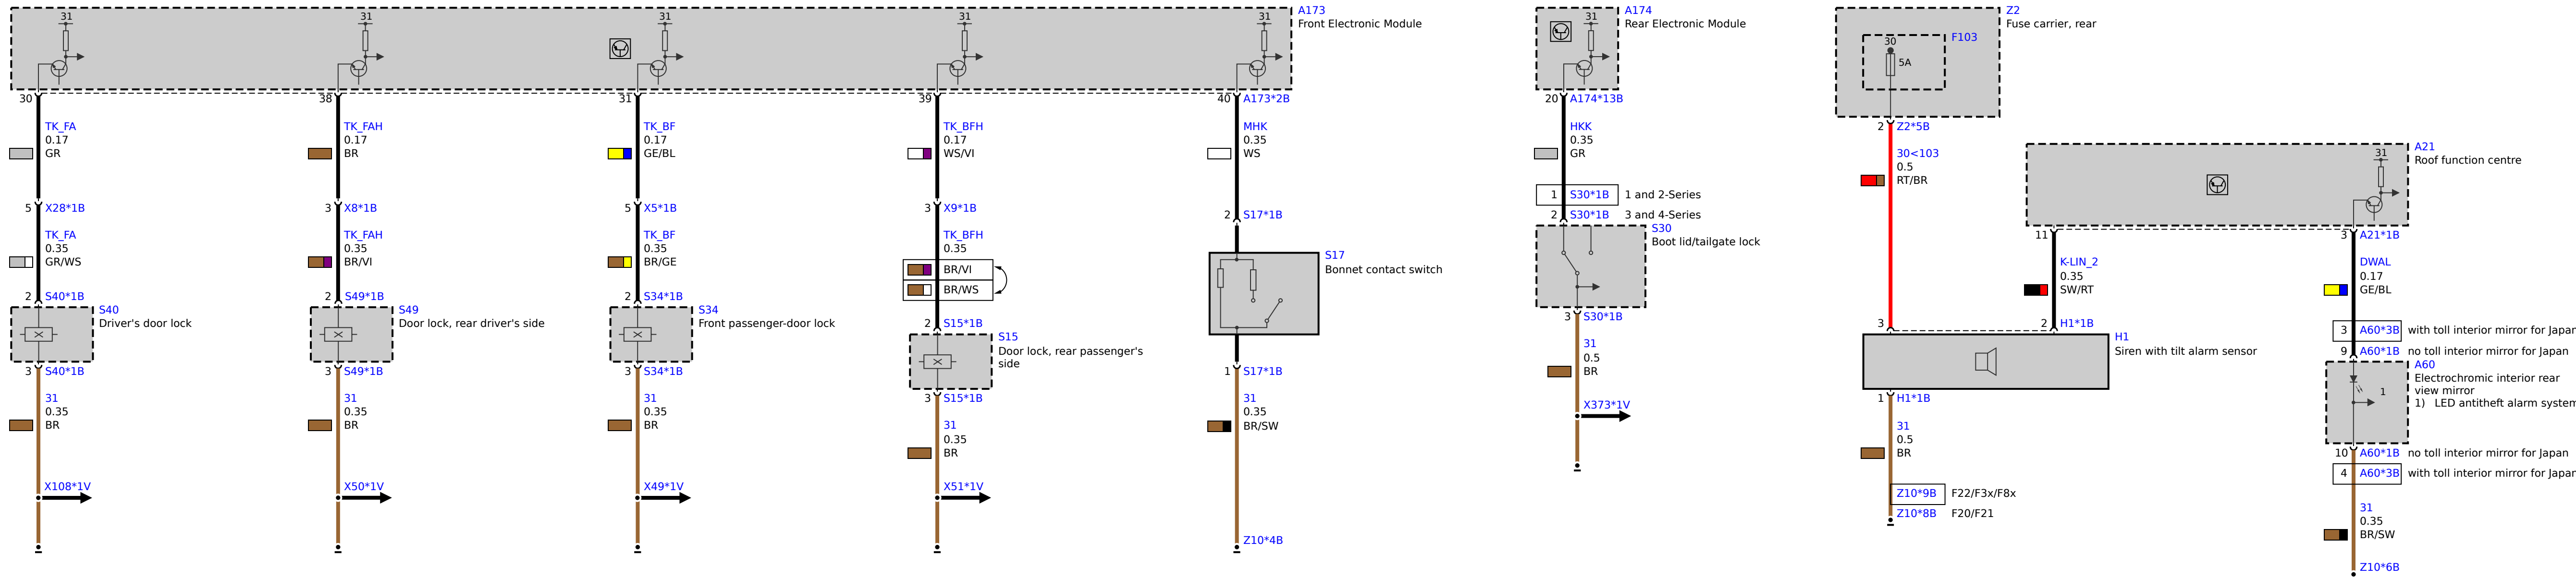 31
31
31
31
31
A173
Front Electronic Module
30
38
31
39
40
A173*2B
TK_FA
0.17
GR
TK_FAH
0.17
BR
TK_BF
0.17
GE/BL
TK_BFH
0.17
WS/VI
MHK
0.35
WS
5
X28*1B
3
X8*1B
5
X5*1B
3
X9*1B
2
S17*1B
TK_FA
0.35
GR/WS
TK_FAH
0.35
BR/VI
TK_BF
0.35
BR/GE
TK_BFH
0.35
BR/VI
BR/WS
2
S40*1B
2
S49*1B
2
S34*1B
2
S15*1B
S40
Driver's door lock
S49
Door lock, rear driver's side
S34
Front passenger-door lock
S15
Door lock, rear passenger's
side
S17
Bonnet contact switch
3
S40*1B
3
S49*1B
3
S34*1B
3
S15*1B
1
S17*1B
31
0.35
BR
31
0.35
BR
31
0.35
BR
31
0.35
BR
31
0.35
BR/SW
X108*1V
X50*1V
X49*1V
X51*1V
Z10*4B
31
A174
Rear Electronic Module
20
A174*13B
HKK
0.35
GR
1
S30*1B
1 and 2-Series
2
S30*1B
3 and 4-Series
S30
Boot lid/tailgate lock
3
S30*1B
31
0.5
BR
X373*1V
Z2
Fuse carrier, rear
30
F103
5A
2
Z2*5B
30<103
0.5
RT/BR
31
A21
Roof function centre
11
3
A21*1B
K-LIN_2
0.35
SW/RT
DWAL
0.17
GE/BL
3
2
H1*1B
H1
Siren with tilt alarm sensor
1
H1*1B
31
0.5
BR
Z10*9B
F22/F3x/F8x
Z10*8B
F20/F21
3
A60*3B
with toll interior mirror for Japan
9
A60*1B
no toll interior mirror for Japan
A60
Electrochromic interior rear
view mirror
1) LED antitheft alarm system
1
10
A60*1B
no toll interior mirror for Japan
4
A60*3B
with toll interior mirror for Japan
31
0.35
BR/SW
Z10*6B